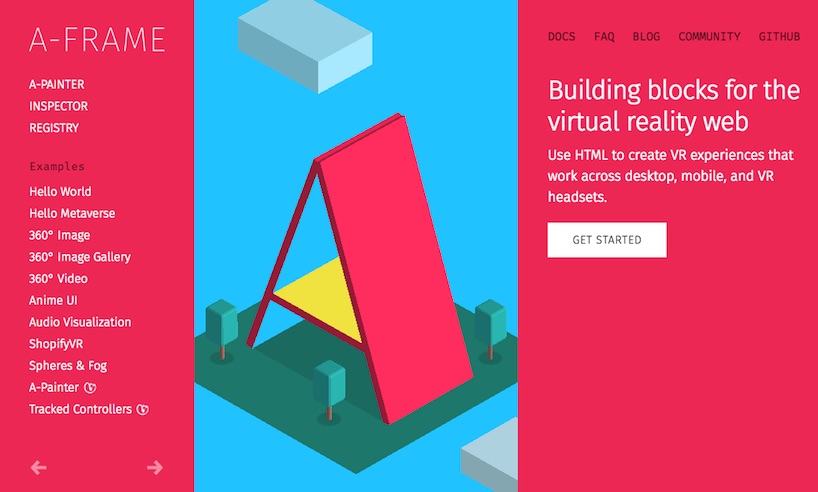 A-FRAME
A-PAINTER
INSPECTOR
REGISTRY
Examples
Hello World
Hello Metaverse
360° Image
360° Image Gallery
360° Video
Anime UI
Audio Visualization
ShopifyVR
Spheres & Fog
A-Painter
Tracked Controllers
DOCS FAQ BLOG COMMUNITY GITHUB
Building blocks for the
virtual reality web
Use HTML to create VR experiences that
work across desktop, mobile, and VR
headsets.
GET STARTED